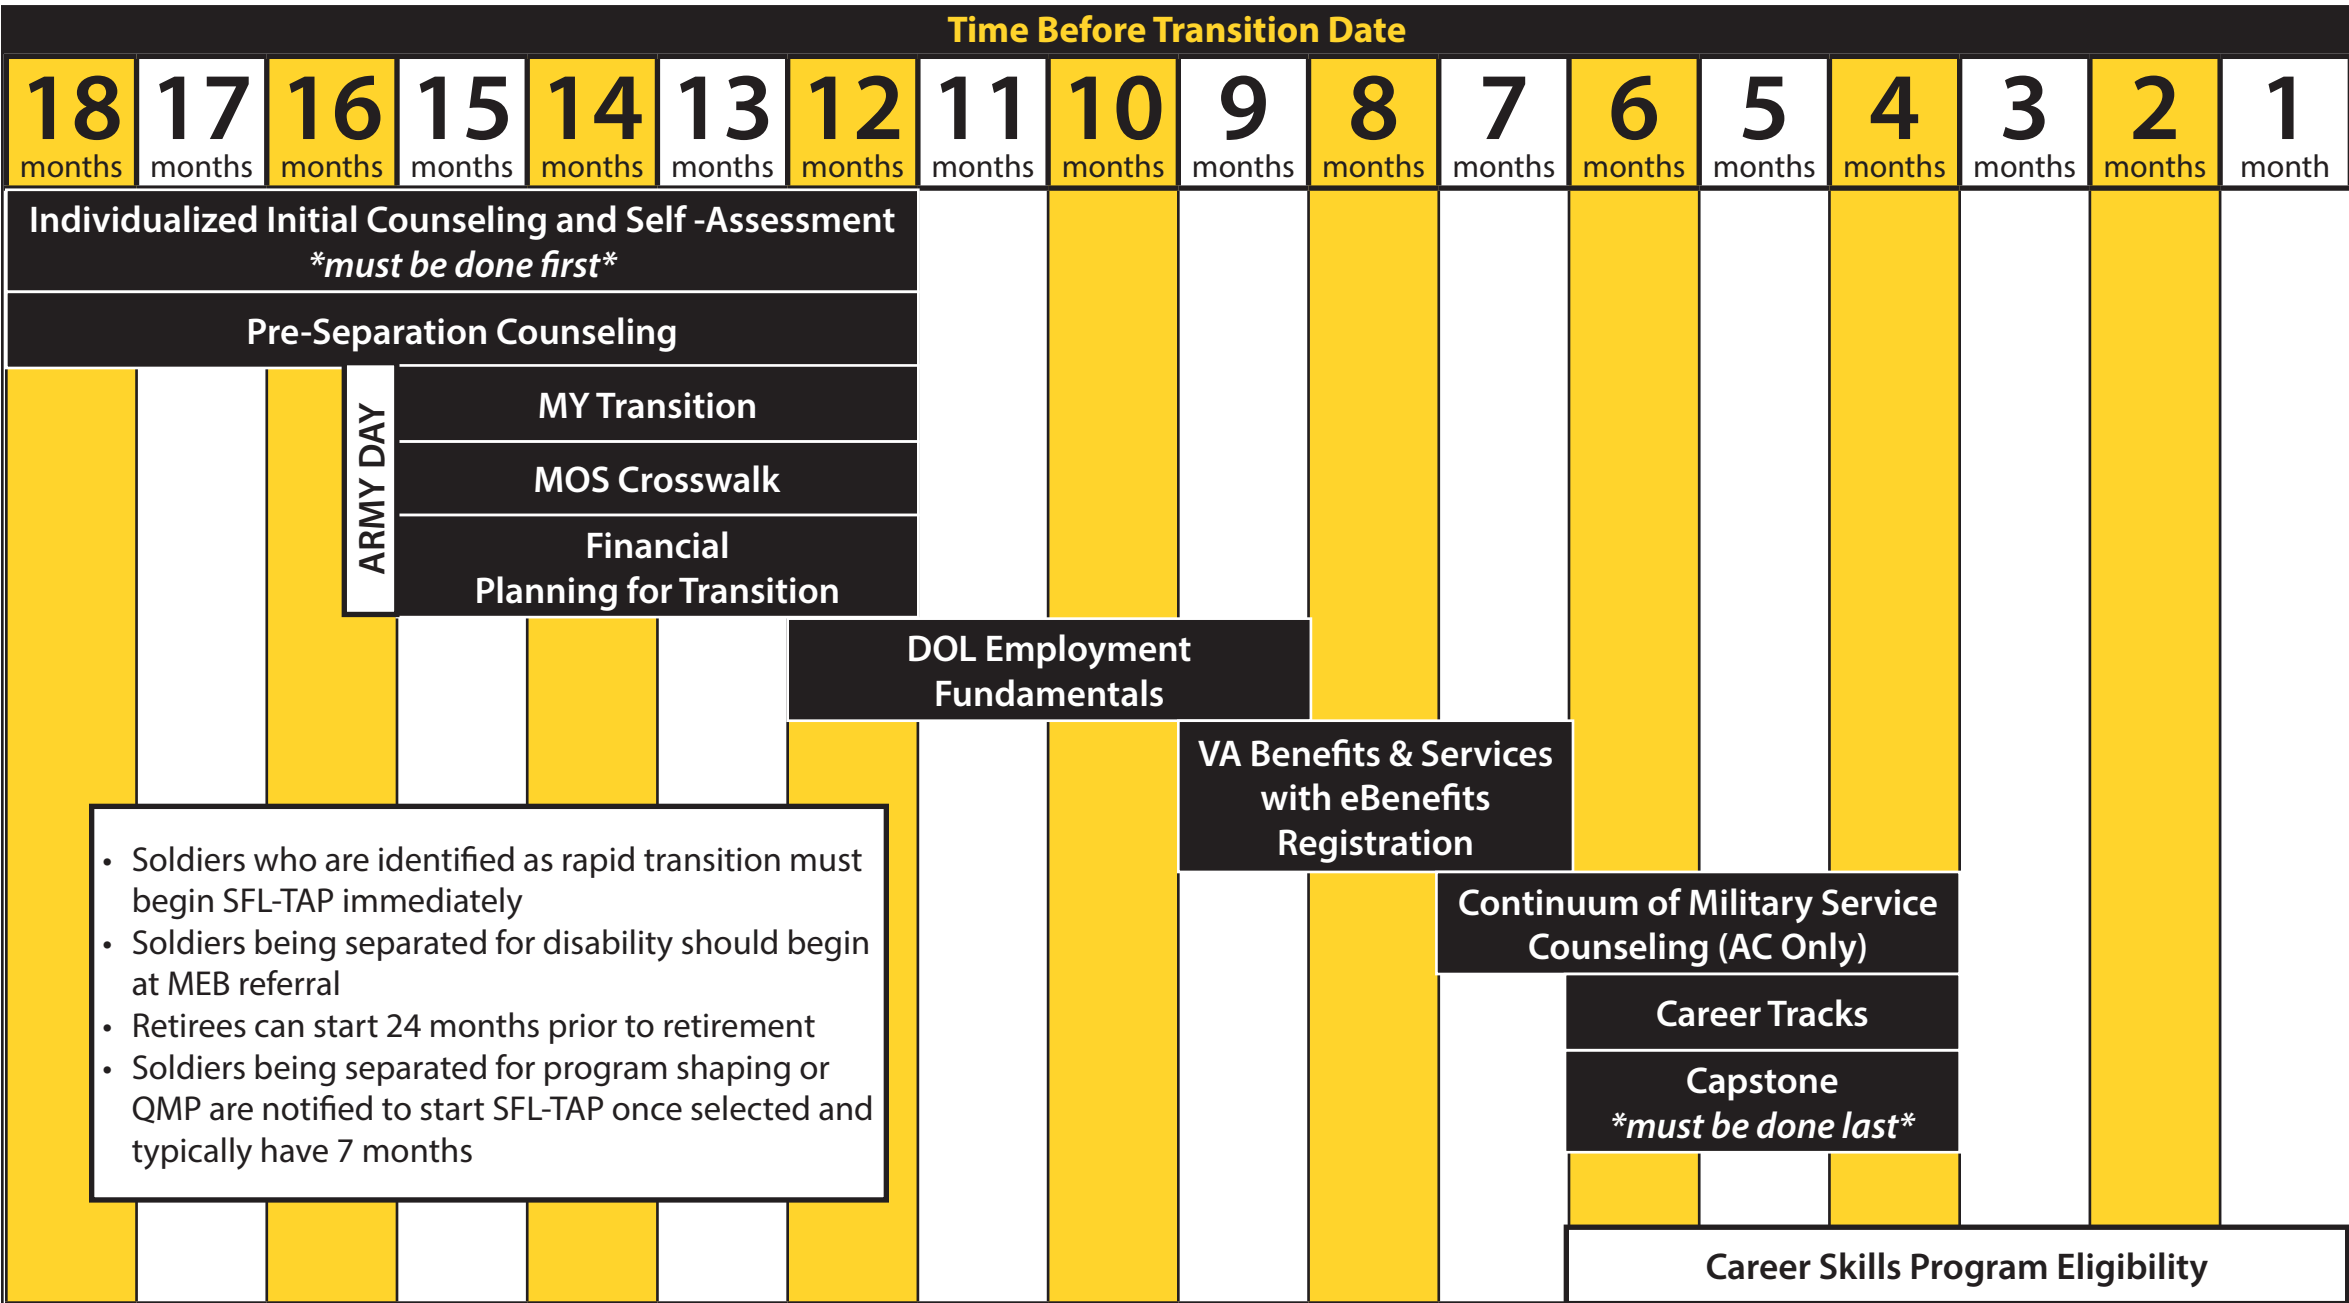 Time Before Transition Date
18 17 16 15 14 13 12 11 10 9 8 7 6 5 4 3 2 1
months months months months months months months months months months months months months months months months months month
Individualized Initial Counseling and Self -Assessment
*must be done first*
Pre-Separation Counseling
ARMY DAY
MY Transition
MOS Crosswalk
Financial
Planning for Transition
DOL Employment
Fundamentals
VA Benefits & Services
with eBenefits
Registration
• Soldiers who are identified as rapid transition must
begin SFL-TAP immediately
• Soldiers being separated for disability should begin
at MEB referral
• Retirees can start 24 months prior to retirement
• Soldiers being separated for program shaping or
QMP are notified to start SFL-TAP once selected and
typically have 7 months
Continuum of Military Service
Counseling (AC Only)
Career Tracks
Capstone
*must be done last*
Career Skills Program Eligibility